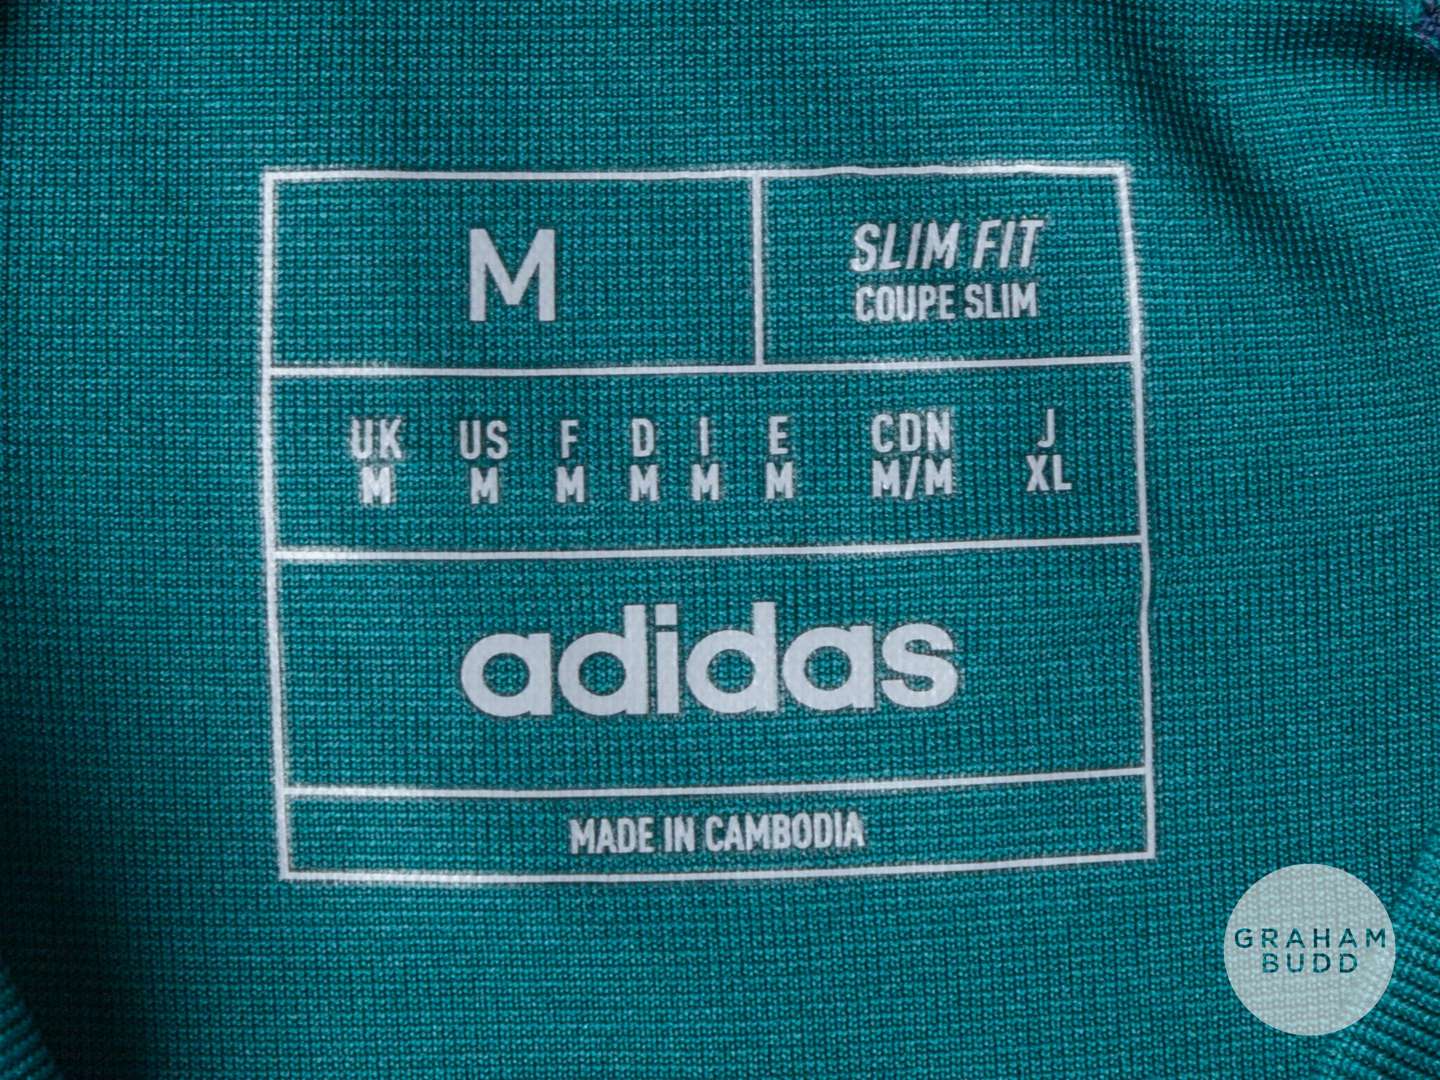 M
SLIM FIT
COUPE SLIM
UK US F D I E CDN J
M M M M M M M/M XL
adidas
MADE IN CAMBODIA
GRAHAM
BUDD